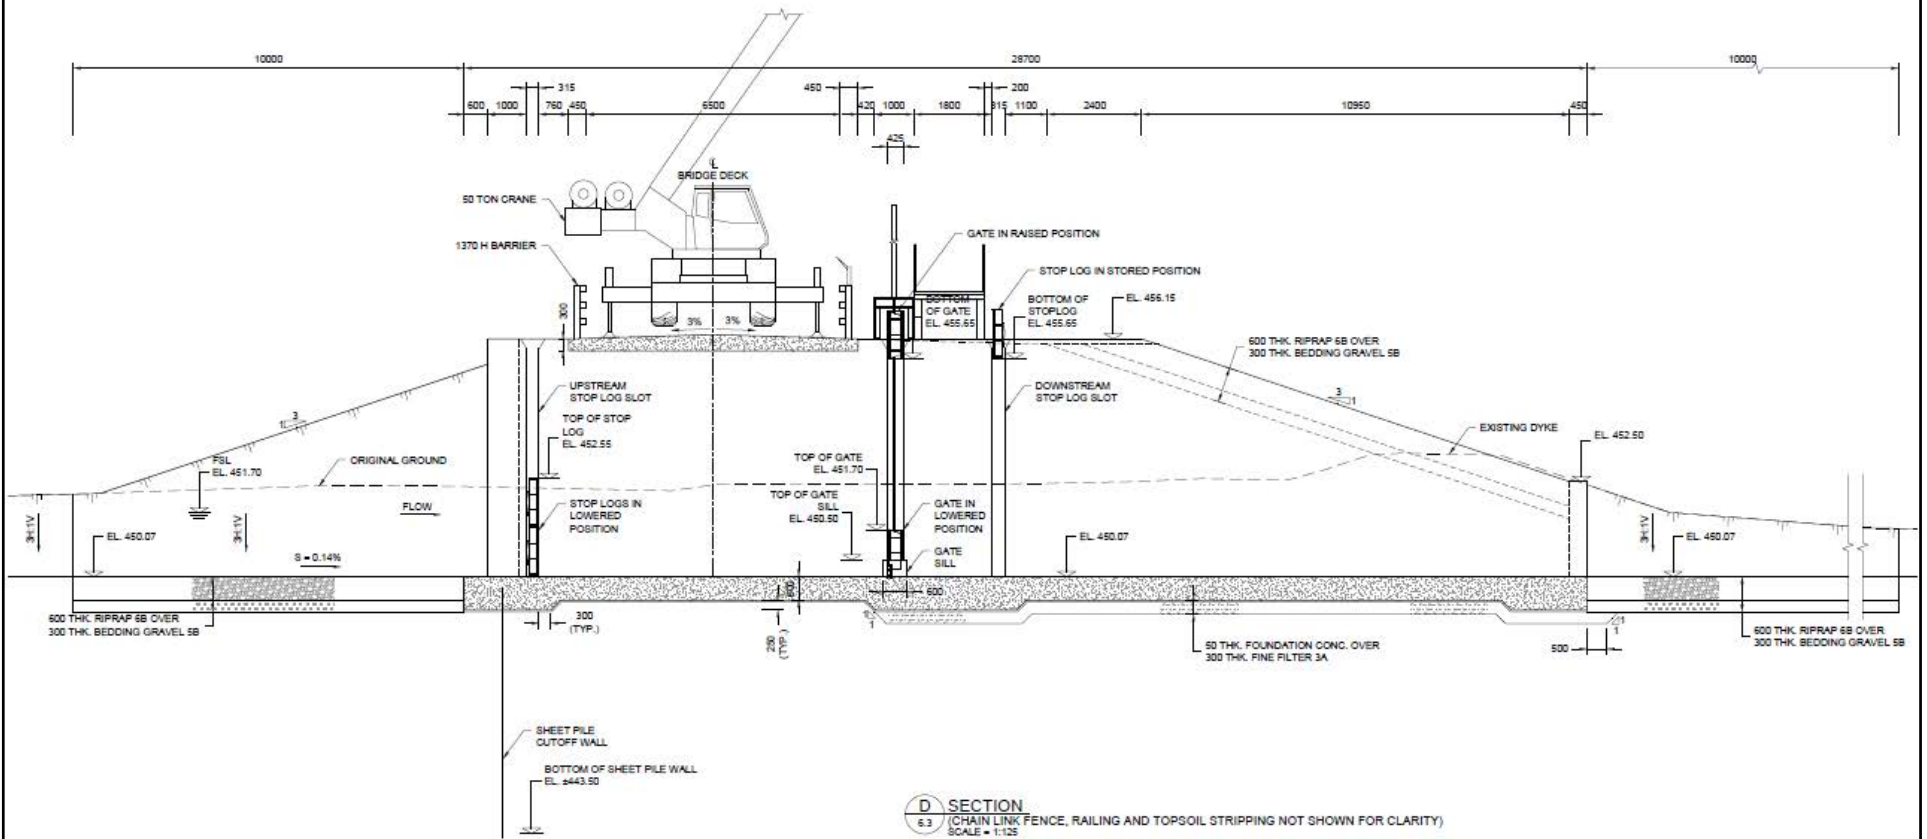 10000
28700
10000
315
450
200
600
1000
760
450
6500
420
1000
1800
315
1100
2400
10950
450
425
℄
BRIDGE DECK
50 TON CRANE
1370 H BARRIER
GATE IN RAISED POSITION
STOP LOG IN STORED POSITION
BOTTOM
OF GATE
EL. 455.65
BOTTOM OF
STOPLOG
EL. 455.65
EL. 456.15
300
3%
3%
600 THK. RIPRAP 6B OVER
300 THK. BEDDING GRAVEL 5B
UPSTREAM
STOP LOG SLOT
DOWNSTREAM
STOP LOG SLOT
3
1
3
1
TOP OF STOP
LOG
EL. 452.55
EXISTING DYKE
EL. 452.50
FSL
EL. 451.70
ORIGINAL GROUND
TOP OF GATE
EL. 451.70
TOP OF GATE
SILL
EL. 450.50
FLOW
STOP LOGS IN
LOWERED
POSITION
GATE IN
LOWERED
POSITION
GATE
SILL
3H:1V
3H:1V
3H:1V
EL. 450.07
S = 0.14%
EL. 450.07
EL. 450.07
600
600
600 THK. RIPRAP 6B OVER
300 THK. BEDDING GRAVEL 5B
300
(TYP.)
250
(TYP.)
1
1
1
50 THK. FOUNDATION CONC. OVER
300 THK. FINE FILTER 3A
500
600 THK. RIPRAP 6B OVER
300 THK. BEDDING GRAVEL 5B
SHEET PILE
CUTOFF WALL
BOTTOM OF SHEET PILE WALL
EL. ±443.50
D
6.3
SECTION
(CHAIN LINK FENCE, RAILING AND TOPSOIL STRIPPING NOT SHOWN FOR CLARITY)
SCALE = 1:125